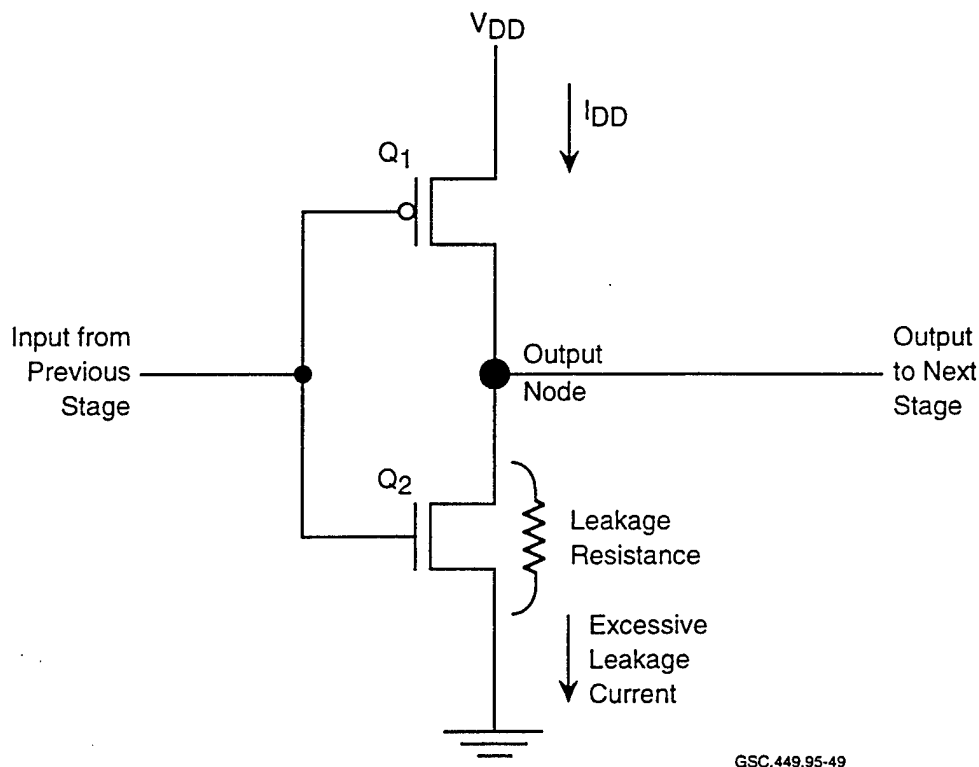 VDD
IDD
Q1
Input from
Previous
Stage
Output
Node
Output
to Next
Stage
Q2
Leakage
Resistance
Excessive
Leakage
Current
GSC.449.95-49